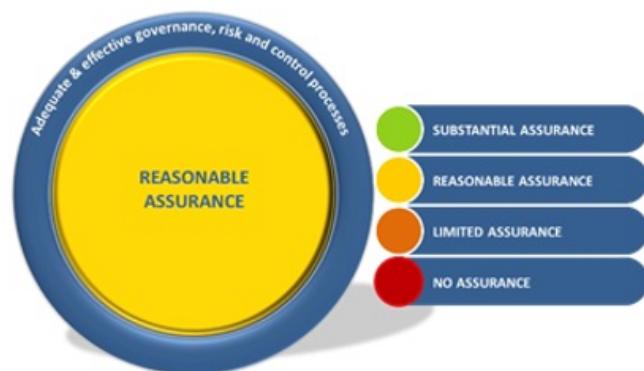 Adequate & effective governance, risk and control processes
REASONABLE
ASSURANCE
SUBSTANTIAL ASSURANCE
REASONABLE ASSURANCE
LIMITED ASSURANCE
NO ASSURANCE